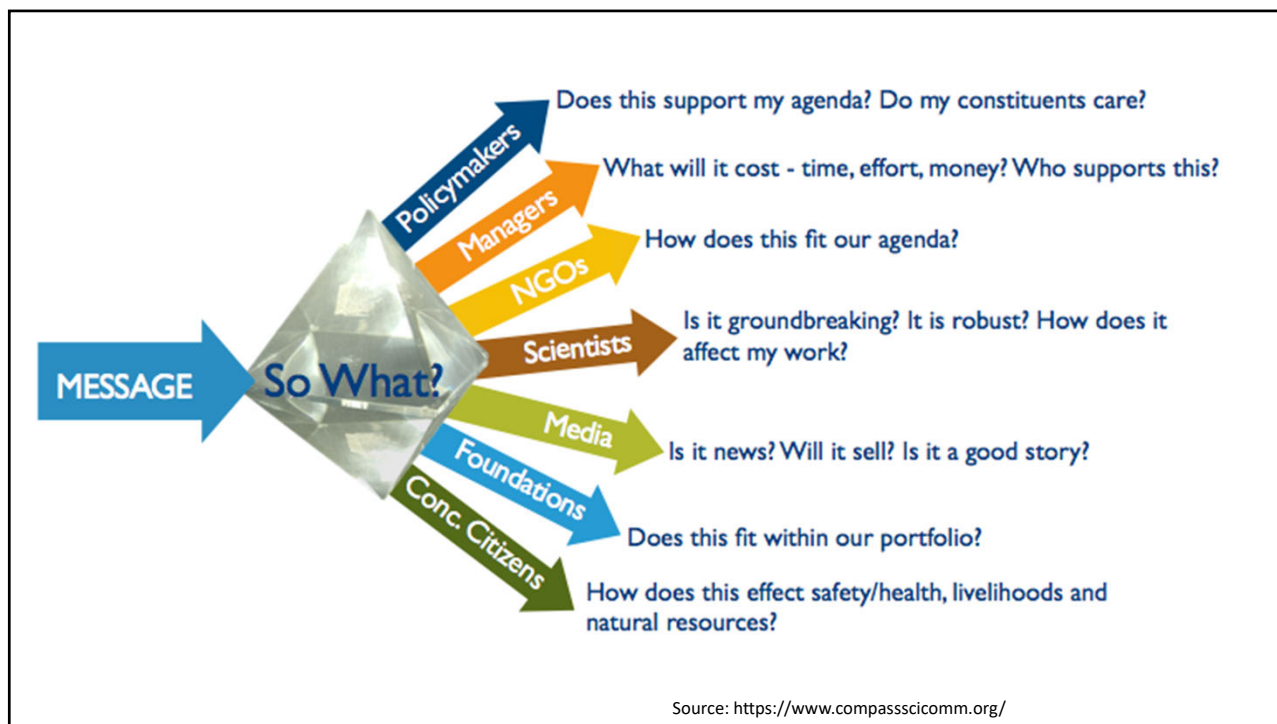 MESSAGE
So What?
Policymakers
Does this support my agenda? Do my constituents care?
Managers
What will it cost - time, effort, money? Who supports this?
NGOs
How does this fit our agenda?
Scientists
Is it groundbreaking? It is robust? How does it
affect my work?
Media
Is it news? Will it sell? Is it a good story?
Foundations
Does this fit within our portfolio?
Conc. Citizens
How does this effect safety/health, livelihoods and
natural resources?
Source: https://www.compassscicomm.org/